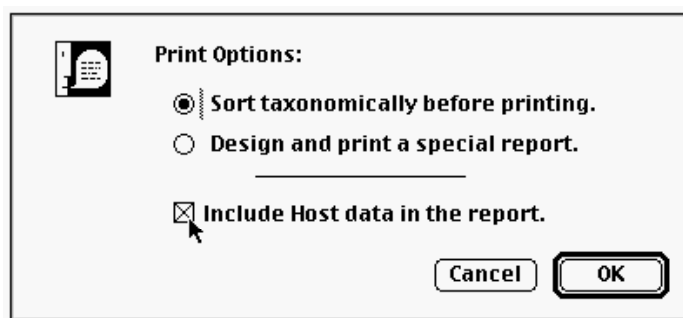 Print Options:
Sort taxonomically before printing.
Design and print a special report.
Include Host data in the report.
Cancel OK